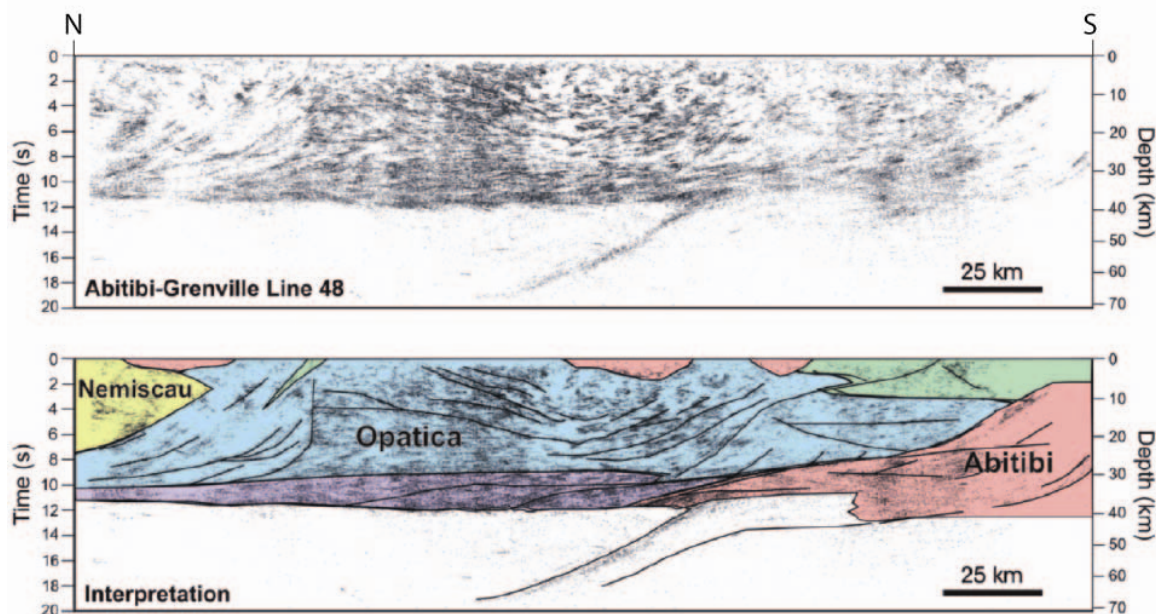 N S
0 0
2
4 10
6 20
8
10 30
12 40
14 50
16
18 60
20 70
Time (s)
Depth (km)
25 km
Abitibi-Grenville Line 48
0 0
2
4 10
6 20
8
10 30
12 40
14 50
16
18 60
20 70
Time (s)
Depth (km)
Nemiscau
Opatica
Abitibi
25 km
Interpretation